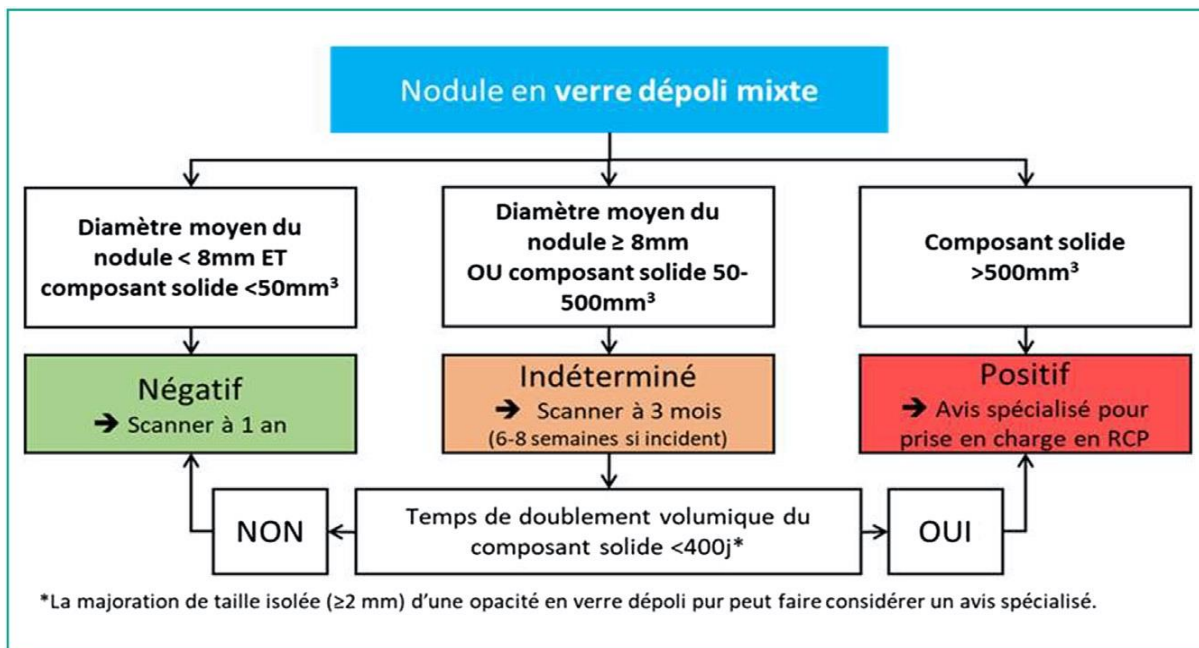 Nodule en verre dépoli mixte
Diamètre moyen du
nodule < 8mm ET
composant solide <50mm³
Diamètre moyen du
nodule ≥ 8mm
OU composant solide 50-
500mm³
Composant solide
>500mm³
Négatif
➔ Scanner à 1 an
Indéterminé
➔ Scanner à 3 mois
(6-8 semaines si incident)
Positif
➔ Avis spécialisé pour
prise en charge en RCP
NON
Temps de doublement volumique du
composant solide <400j*
OUI
*La majoration de taille isolée (≥2 mm) d’une opacité en verre dépoli pur peut faire considérer un avis spécialisé.